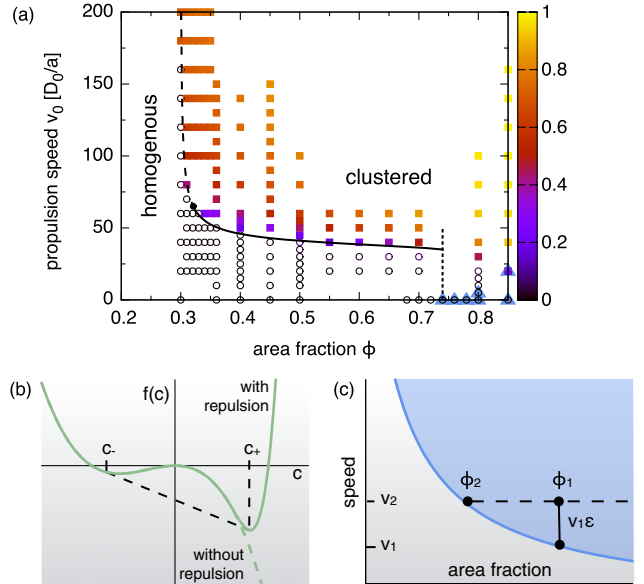 (a)
propulsion speed v₀ [D₀/a]
200
150
100
50
0
homogenous
clustered
0.2
0.3
0.4
0.5
0.6
0.7
0.8
area fraction ϕ
1
0.8
0.6
0.4
0.2
0
(b)
f(c)
with
repulsion
c₋
c₊
c
without
repulsion
(c)
speed
v₂
v₁
ϕ₂
ϕ₁
v₁ε
area fraction